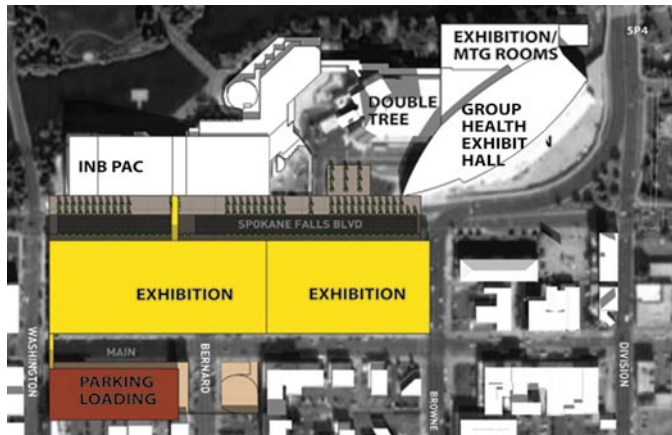 EXHIBITION/
MTG ROOMS
SP4
DOUBLE
TREE
GROUP
HEALTH
EXHIBIT
HALL
INB PAC
SPOKANE FALLS BLVD
EXHIBITION
EXHIBITION
WASHINGTON
MAIN
BERNARD
PARKING
LOADING
BROWNE
DIVISION